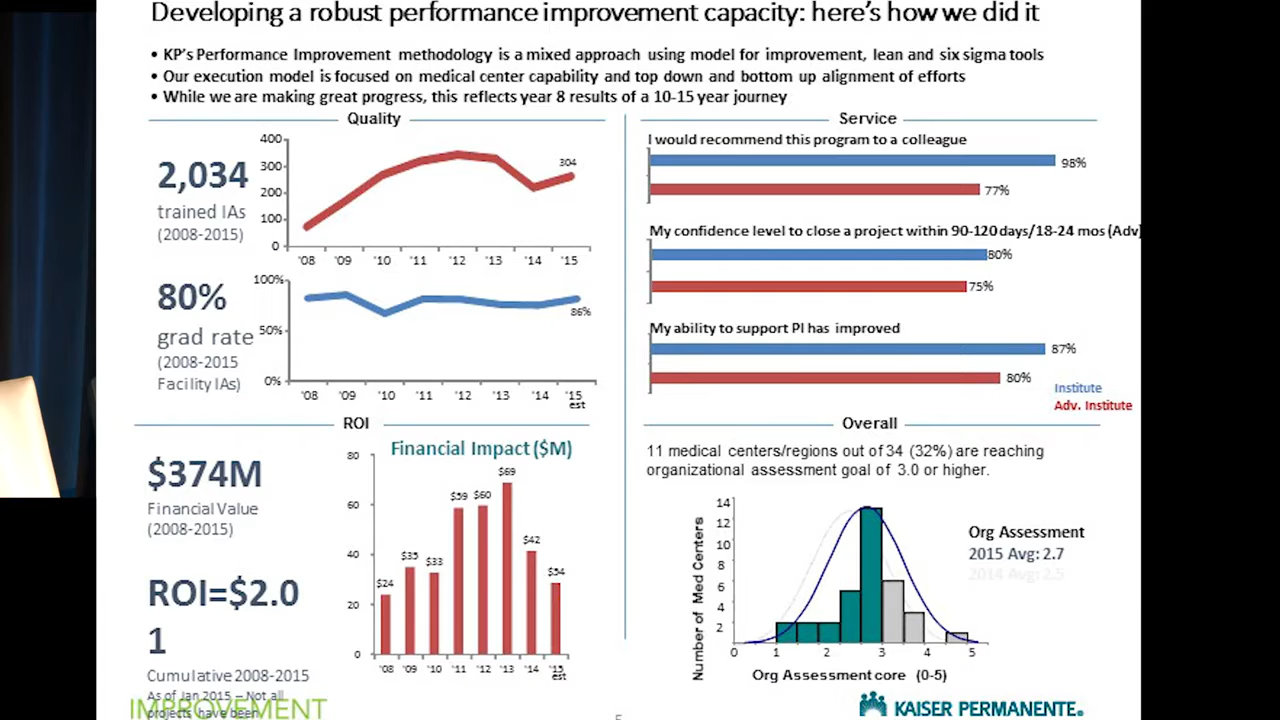 Developing a robust performance improvement capacity: here's how we did it
• KP's Performance Improvement methodology is a mixed approach using model for improvement, lean and six sigma tools
• Our execution model is focused on medical center capability and top down and bottom up alignment of efforts
• While we are making great progress, this reflects year 8 results of a 10-15 year journey
Quality
2,034
trained IAs
(2008-2015)
400
300
200
100
0
304
'08 '09 '10 '11 '12 '13 '14 '15
80%
grad rate
(2008-2015
Facility IAs)
100%
50%
0%
86%
'08 '09 '10 '11 '12 '13 '14 '15
est
Service
I would recommend this program to a colleague
98%
77%
My confidence level to close a project within 90-120 days/18-24 mos (Adv)
80%
75%
My ability to support PI has improved
87%
80%
Institute
Adv. Institute
ROI
$374M
Financial Value
(2008-2015)
ROI=$2.0
1
Cumulative 2008-2015
As of Jan 2015 – Not all
projects have been
IMPROVEMENT
Financial Impact ($M)
80
60
40
20
0
$24 $35 $33 $59 $60 $69 $42 $54
'08 '09 '10 '11 '12 '13 '14 '15
est
Overall
11 medical centers/regions out of 34 (32%) are reaching
organizational assessment goal of 3.0 or higher.
Number of Med Centers
14
12
10
8
6
4
2
0 1 2 3 4 5
Org Assessment core (0-5)
Org Assessment
2015 Avg: 2.7
2014 Avg: 2.5
5
KAISER PERMANENTE.